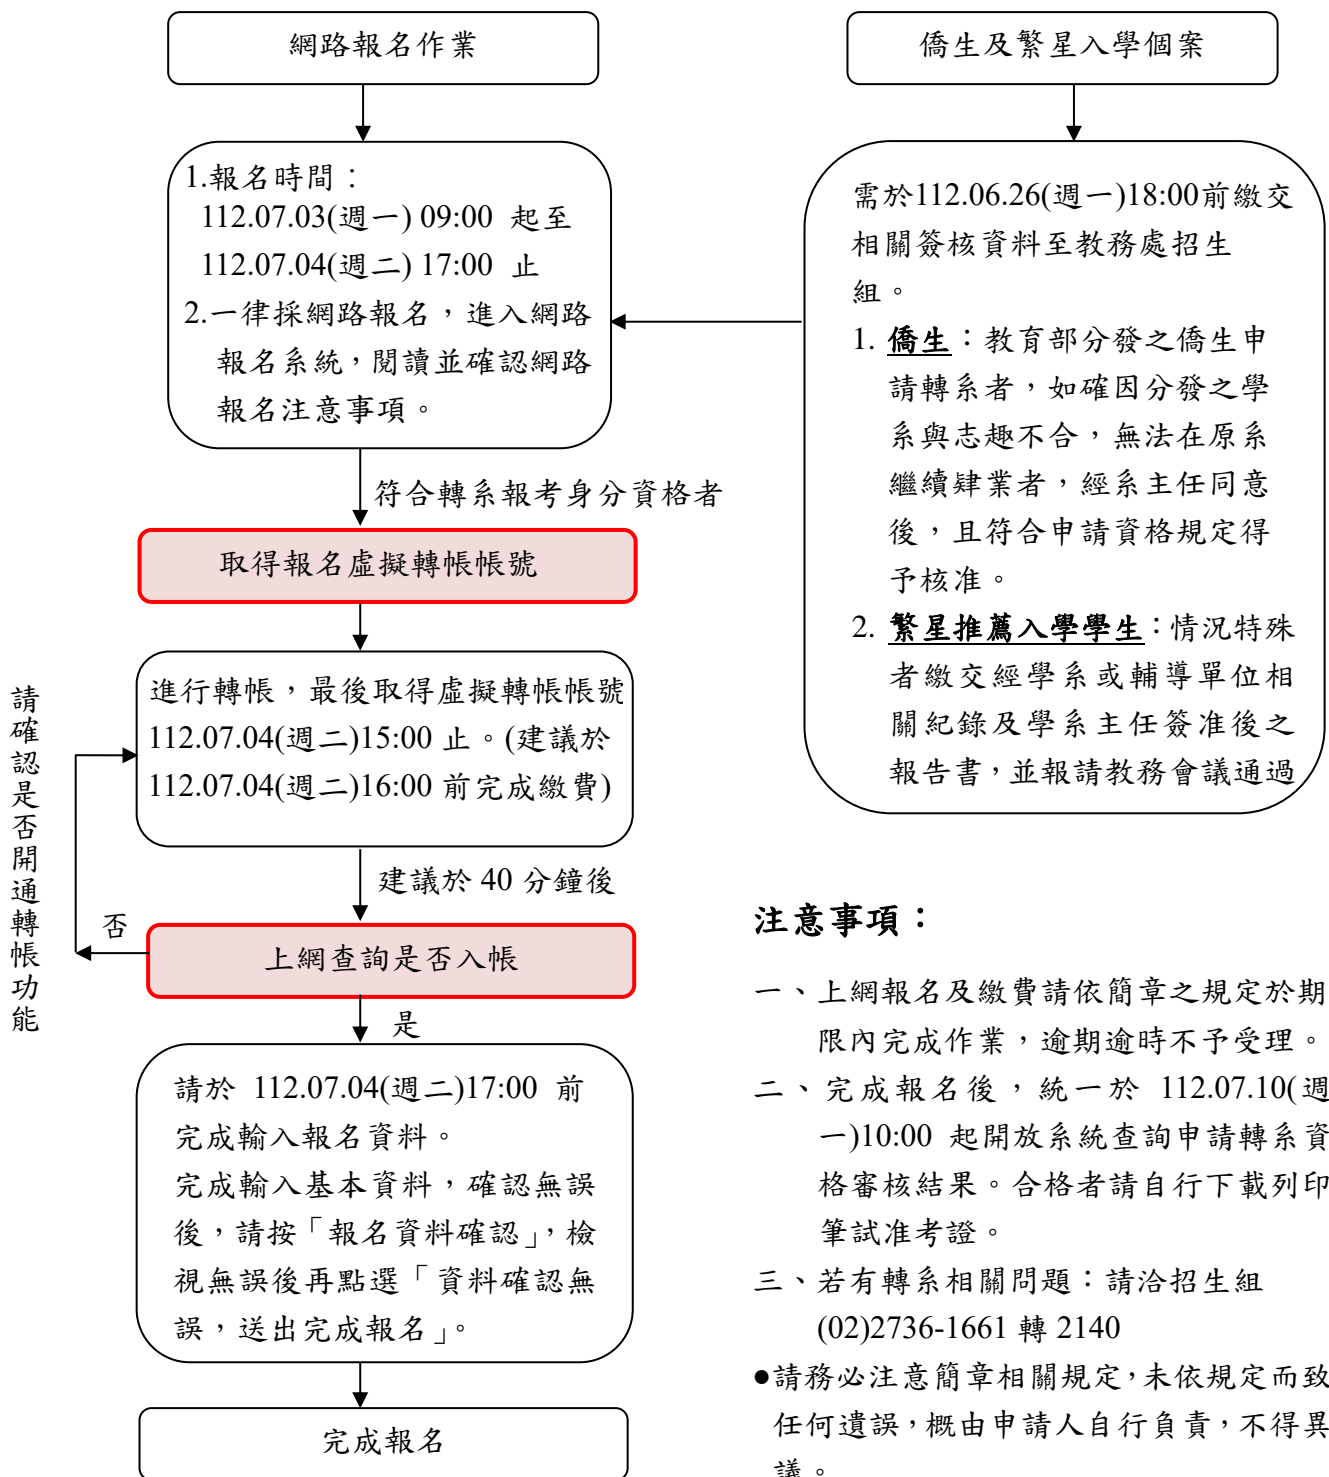 網路報名作業
1.報名時間：
112.07.03(週一) 09:00 起至
112.07.04(週二) 17:00 止
2.一律採網路報名，進入網路
報名系統，閱讀並確認網路
報名注意事項。
符合轉系報考身分資格者
取得報名虛擬轉帳帳號
進行轉帳，最後取得虛擬轉帳帳號
112.07.04(週二)15:00 止。(建議於
112.07.04(週二)16:00 前完成繳費)
請確認是否開通轉帳功能
建議於 40 分鐘後
否
上網查詢是否入帳
是
請於 112.07.04(週二)17:00 前
完成輸入報名資料。
完成輸入基本資料，確認無誤
後，請按「報名資料確認」，檢
視無誤後再點選「資料確認無
誤，送出完成報名」。
完成報名
僑生及繁星入學個案
需於112.06.26(週一)18:00前繳交
相關簽核資料至教務處招生
組。
1. 僑生：教育部分發之僑生申
請轉系者，如確因分發之學
系與志趣不合，無法在原系
繼續肄業者，經系主任同意
後，且符合申請資格規定得
予核准。
2. 繁星推薦入學學生：情況特殊
者繳交經學系或輔導單位相
關紀錄及學系主任簽准後之
報告書，並報請教務會議通過
注意事項：
一、上網報名及繳費請依簡章之規定於期
限內完成作業，逾期逾時不予受理。
二、完成報名後，統一於 112.07.10(週
一)10:00 起開放系統查詢申請轉系資
格審核結果。合格者請自行下載列印
筆試准考證。
三、若有轉系相關問題：請洽招生組
(02)2736-1661 轉 2140
●請務必注意簡章相關規定，未依規定而致
任何遺誤，概由申請人自行負責，不得異
議。